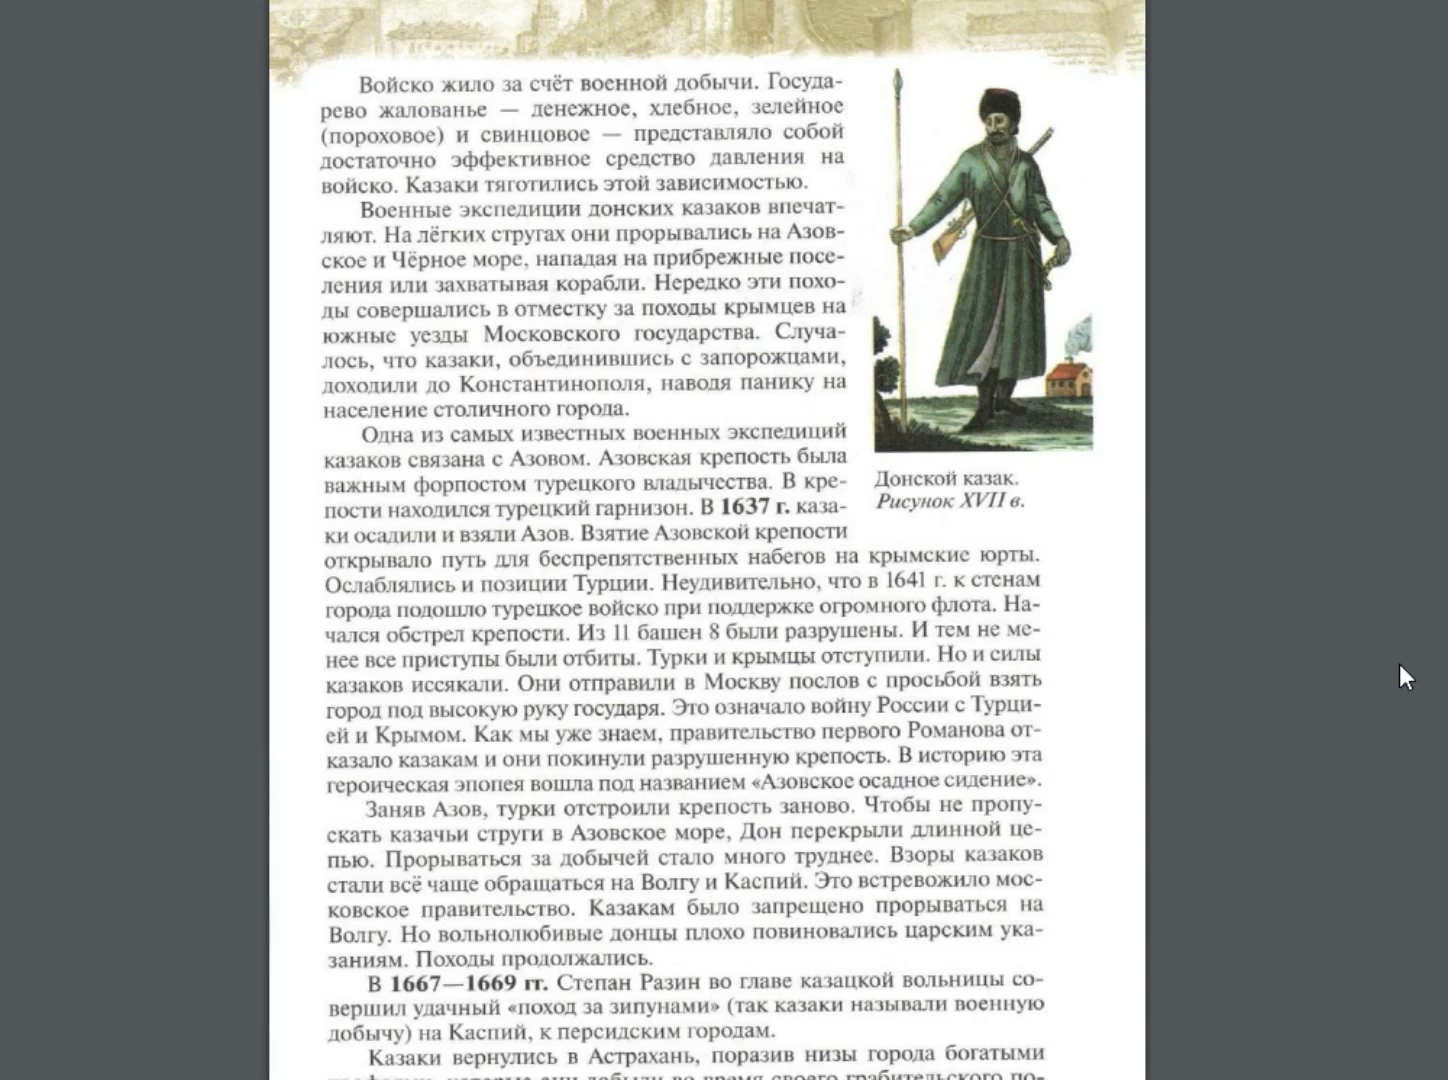 Войско жило за счёт военной добычи. Госуда-
рево жалованье — денежное, хлебное, зелейное
(пороховое) и свинцовое — представляло собой
достаточно эффективное средство давления на
войско. Казаки тяготились этой зависимостью.
Военные экспедиции донских казаков впечат-
ляют. На лёгких стругах они прорывались на Азов-
ское и Чёрное море, нападая на прибрежные посе-
ления или захватывая корабли. Нередко эти похо-
ды совершались в отместку за походы крымцев на
южные уезды Московского государства. Случа-
лось, что казаки, объединившись с запорожцами,
доходили до Константинополя, наводя панику на
население столичного города.
Одна из самых известных военных экспедиций
казаков связана с Азовом. Азовская крепость была
важным форпостом турецкого владычества. В кре-
пости находился турецкий гарнизон. В 1637 г. каза-
ки осадили и взяли Азов. Взятие Азовской крепости
открывало путь для беспрепятственных набегов на крымские юрты.
Ослаблялись и позиции Турции. Неудивительно, что в 1641 г. к стенам
города подошло турецкое войско при поддержке огромного флота. На-
чался обстрел крепости. Из 11 башен 8 были разрушены. И тем не ме-
нее все приступы были отбиты. Турки и крымцы отступили. Но и силы
казаков иссякали. Они отправили в Москву послов с просьбой взять
город под высокую руку государя. Это означало войну России с Турци-
ей и Крымом. Как мы уже знаем, правительство первого Романова от-
казало казакам и они покинули разрушенную крепость. В историю эта
героическая эпопея вошла под названием «Азовское осадное сидение».
Заняв Азов, турки отстроили крепость заново. Чтобы не пропу-
скать казачьи струги в Азовское море, Дон перекрыли длинной це-
пью. Прорываться за добычей стало много труднее. Взоры казаков
стали всё чаще обращаться на Волгу и Каспий. Это встревожило мос-
ковское правительство. Казакам было запрещено прорываться на
Волгу. Но вольнолюбивые донцы плохо повиновались царским ука-
заниям. Походы продолжались.
В 1667—1669 гг. Степан Разин во главе казацкой вольницы со-
вершил удачный «поход за зипунами» (так казаки называли военную
добычу) на Каспий, к персидским городам.
Казаки вернулись в Астрахань, поразив низы города богатыми
которые они добыли во время своего грабительского по-
Донской казак.
Рисунок XVII в.